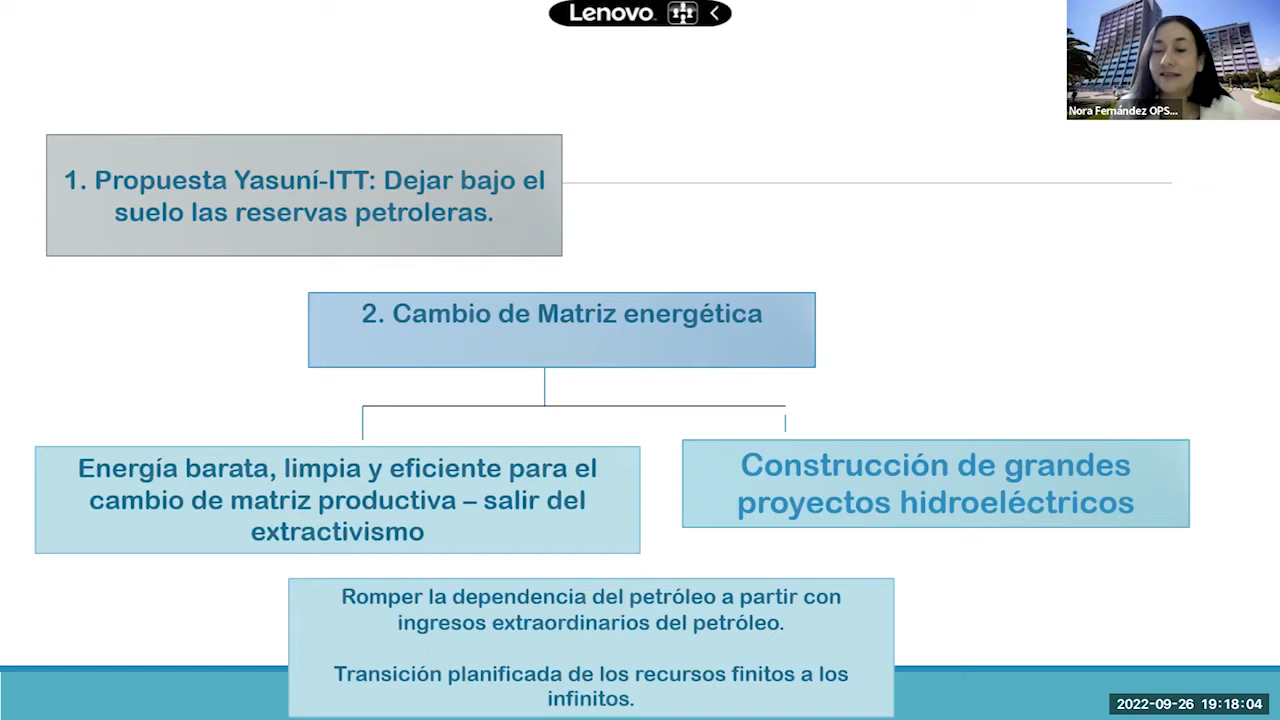 Lenovo
Nora Fernández OPS...
1. Propuesta Yasuní-ITT: Dejar bajo el
suelo las reservas petroleras.
2. Cambio de Matriz energética
Energía barata, limpia y eficiente para el
cambio de matriz productiva – salir del
extractivismo
Construcción de grandes
proyectos hidroeléctricos
Romper la dependencia del petróleo a partir con
ingresos extraordinarios del petróleo.
Transición planificada de los recursos finitos a los
infinitos.
2022-09-26 19:18:04